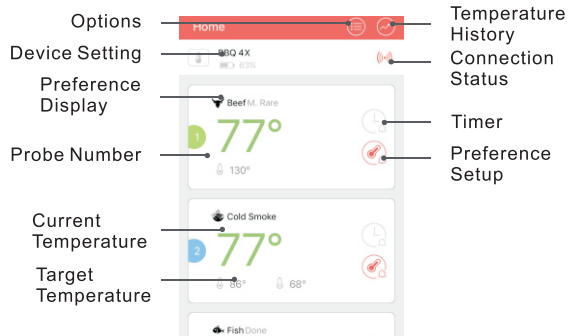 Options
Device Setting
Preference
Display
Probe Number
Current
Temperature
Target
Temperature
Home
BBQ 4X
63%
Beef M. Rare
1
77°
130°
Cold Smoke
2
77°
86° 68°
Fish Done
Temperature
History
Connection
Status
Timer
Preference
Setup